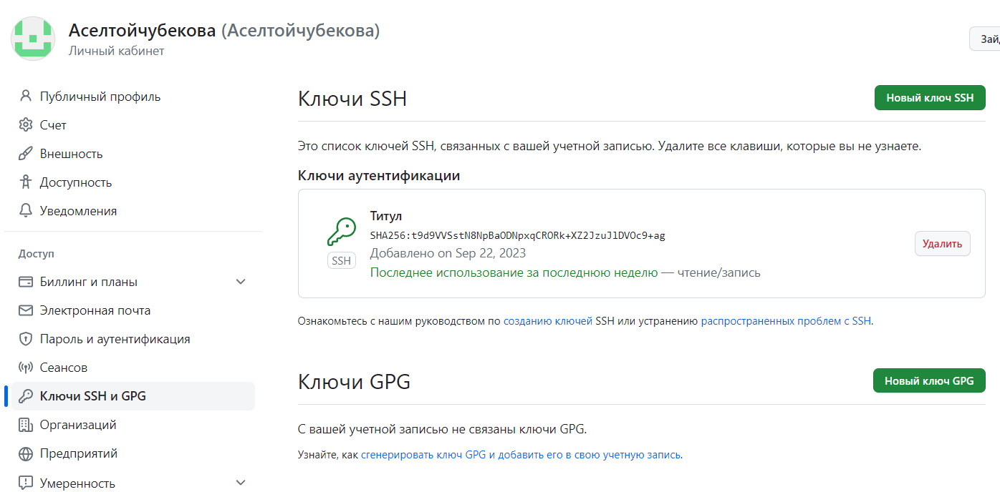 Аселтойчубекова (Аселтойчубекова)
Личный кабинет
Зай
Публичный профиль
Счет
Внешность
Доступность
Уведомления
Доступ
Биллинг и планы
Электронная почта
Пароль и аутентификация
Сеансов
Ключи SSH и GPG
Организаций
Предприятий
Умеренность
Ключи SSH
Новый ключ SSH
Это список ключей SSH, связанных с вашей учетной записью. Удалите все клавиши, которые вы не узнаете.
Ключи аутентификации
Титул
SHA256:t9d9VVSstN8NpBaODNpxqCRORk+XZ2JzuJ1DVOc9+ag
Добавлено on Sep 22, 2023
Последнее использование за последнюю неделю — чтение/запись
SSH
Удалить
Ознакомьтесь с нашим руководством по созданию ключей SSH или устранению распространенных проблем с SSH.
Ключи GPG
Новый ключ GPG
С вашей учетной записью не связаны ключи GPG.
Узнайте, как сгенерировать ключ GPG и добавить его в свою учетную запись.